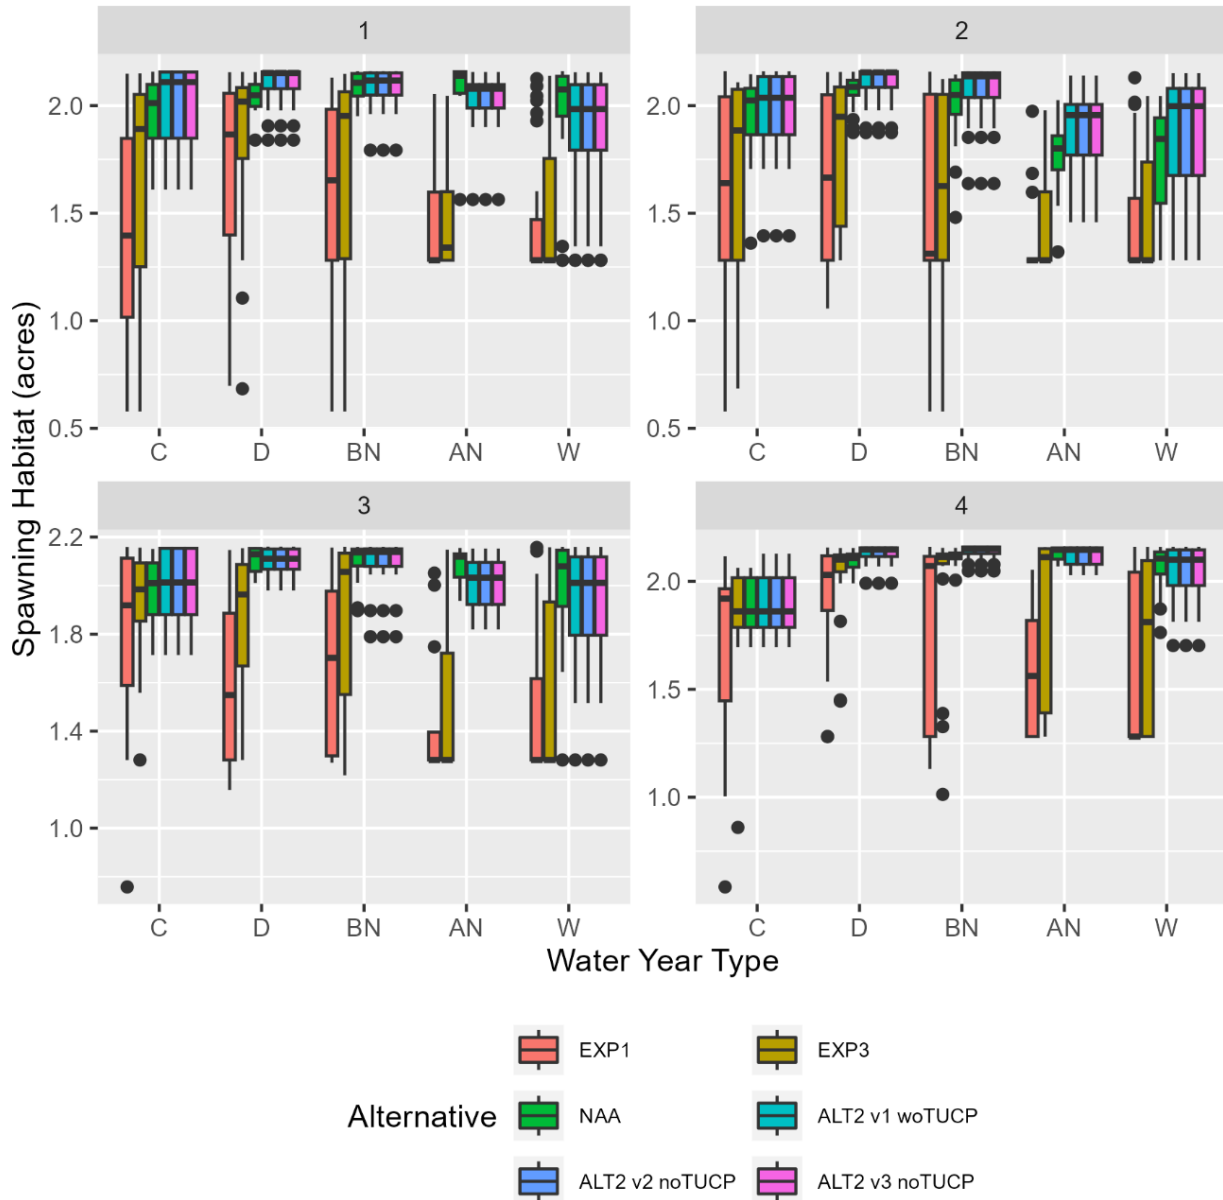 1
2
Spawning Habitat (acres)
2.0
1.5
1.0
0.5
C D BN AN W
2.0
1.5
1.0
0.5
C D BN AN W
3
4
2.2
1.8
1.4
1.0
C D BN AN W
2.0
1.5
1.0
C D BN AN W
Water Year Type
Alternative
EXP1
EXP3
NAA
ALT2 v1 woTUCP
ALT2 v2 noTUCP
ALT2 v3 noTUCP